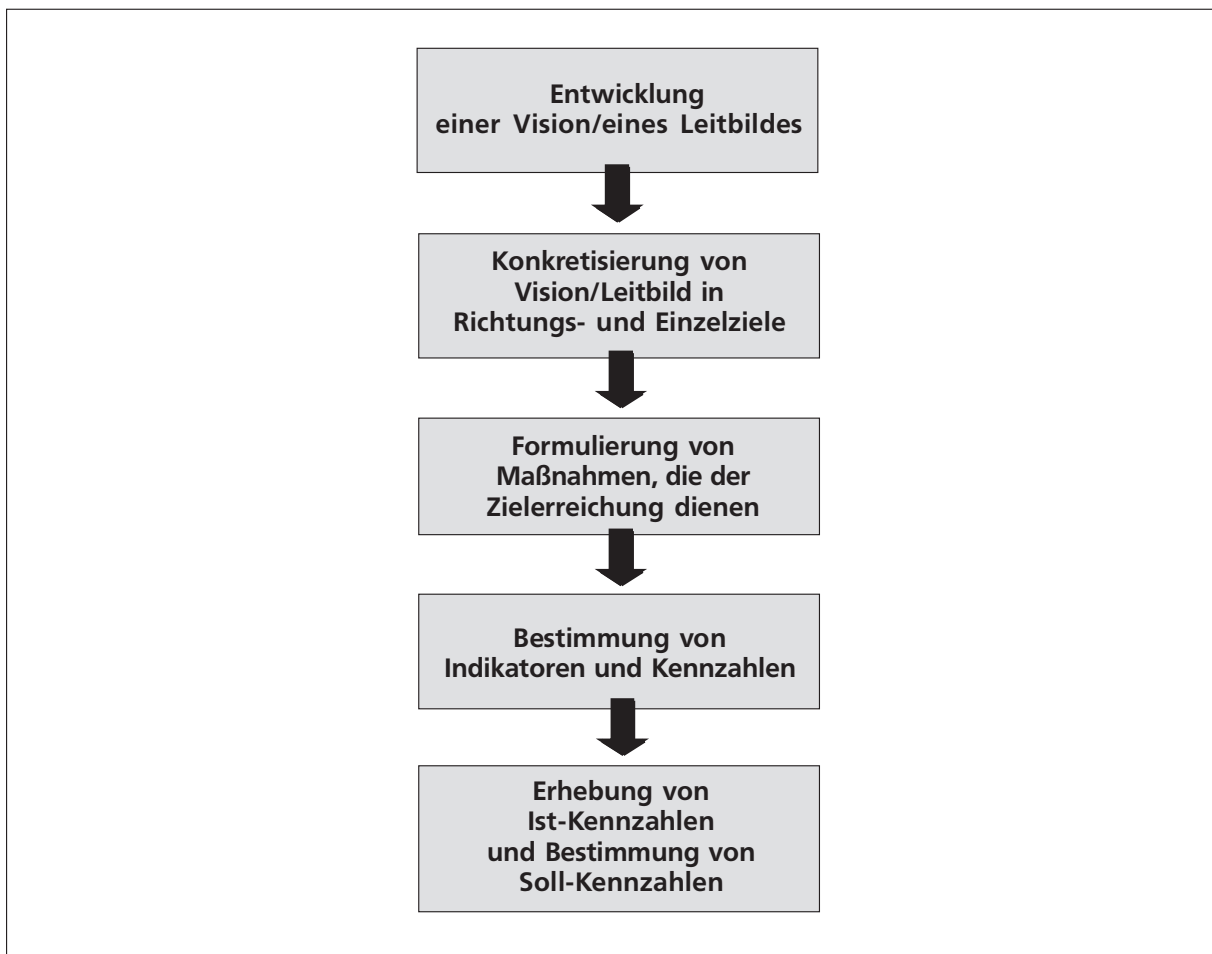 Entwicklung
einer Vision/eines Leitbildes
Konkretisierung von
Vision/Leitbild in
Richtungs- und Einzelziele
Formulierung von
Maßnahmen, die der
Zielerreichung dienen
Bestimmung von
Indikatoren und Kennzahlen
Erhebung von
Ist-Kennzahlen
und Bestimmung von
Soll-Kennzahlen